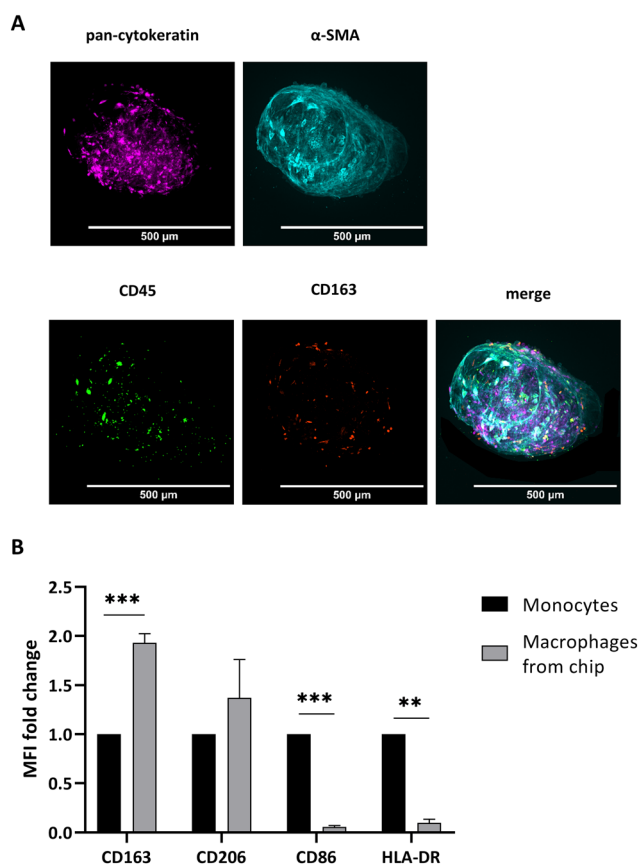 A
pan-cytokeratin
α-SMA
500 µm
500 µm
CD45
CD163
merge
500 µm
500 µm
500 µm
B
MFI fold change
2.5
2.0
1.5
1.0
0.5
0.0
***
***
**
CD163
CD206
CD86
HLA-DR
Monocytes
Macrophages
from chip